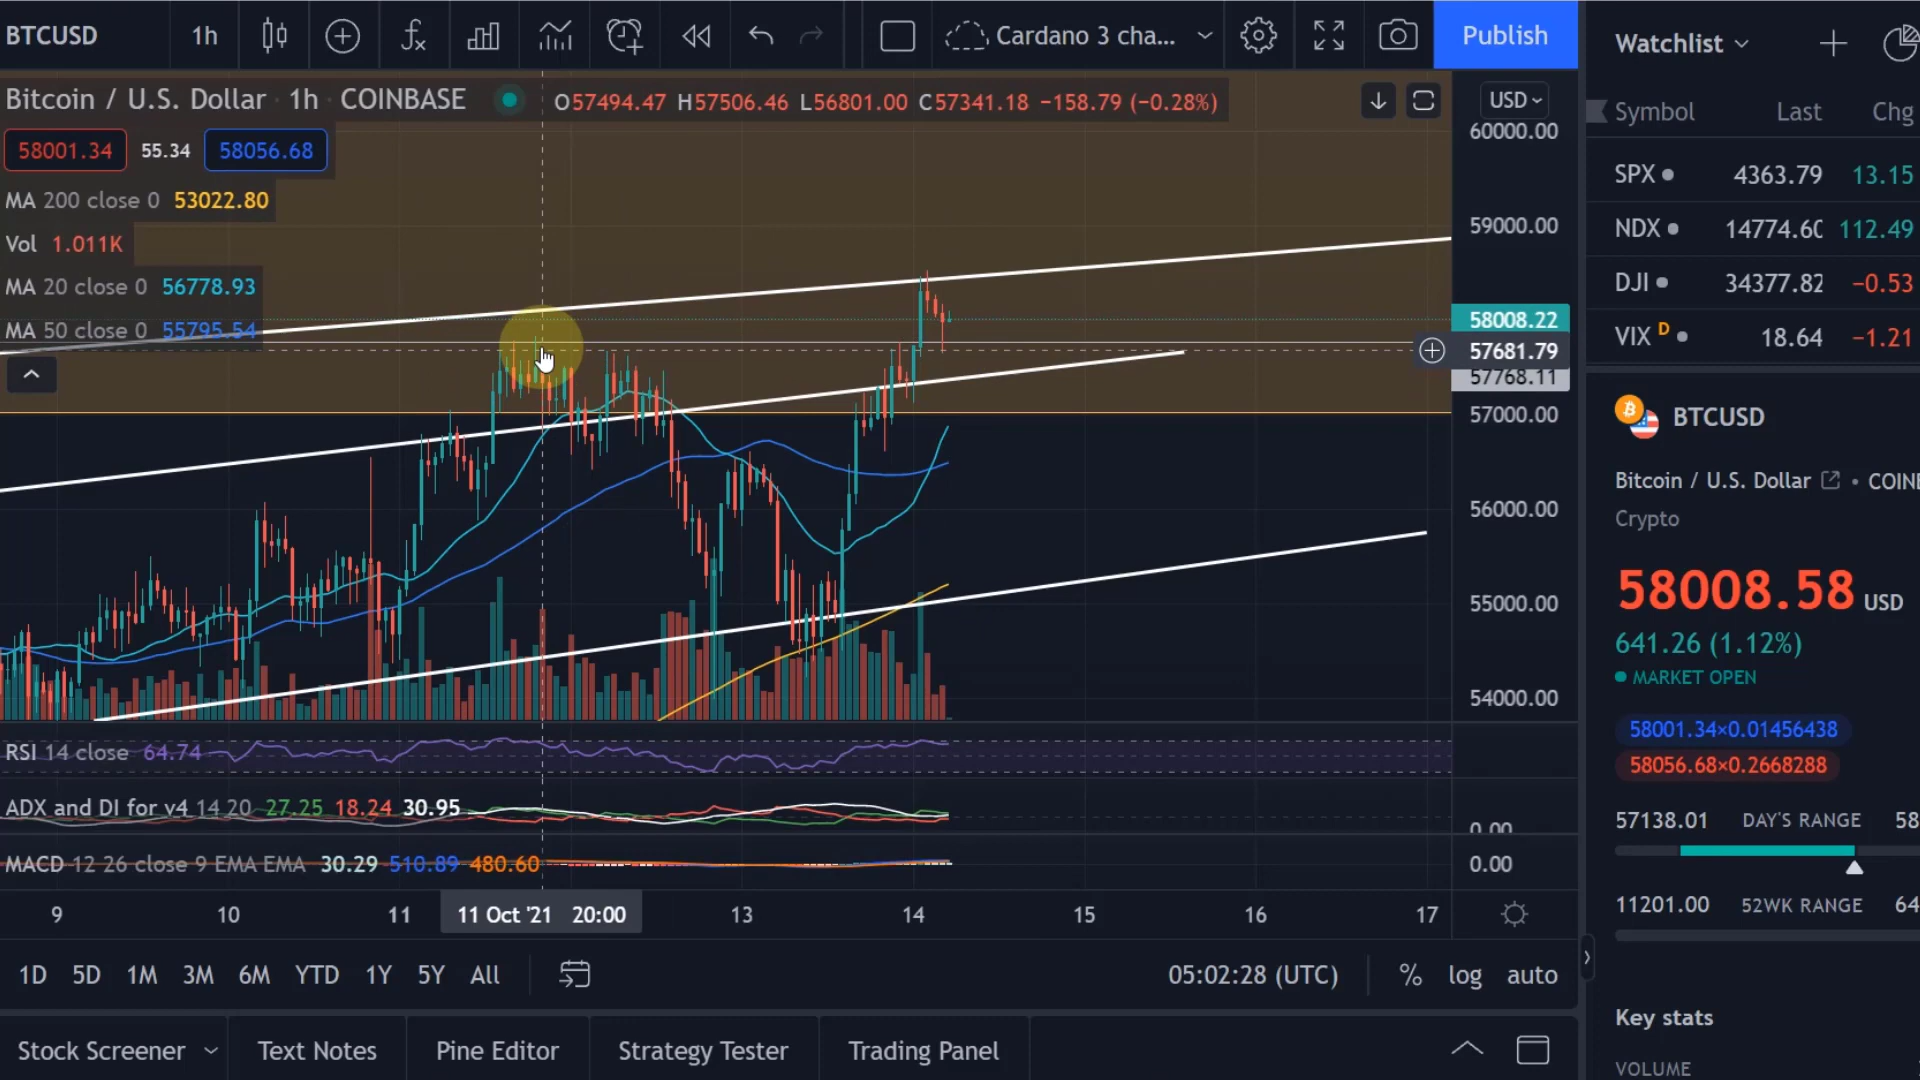 BTCUSD 1h Cardano 3 cha... Publish
Watchlist
Bitcoin / U.S. Dollar · 1h · COINBASE O57494.47 H57506.46 L56801.00 C57341.18 −158.79 (−0.28%)
USD
58001.34 55.34 58056.68
MA 200 close 0 53022.80
Vol 1.011K
MA 20 close 0 56778.93
MA 50 close 0 55795.54
60000.00
59000.00
58008.22
57681.79
57768.11
57000.00
56000.00
55000.00
54000.00
RSI 14 close 64.74
ADX and DI for v4 14 20 27.25 18.24 30.95
0.00
MACD 12 26 close 9 EMA EMA 30.29 510.89 480.60
0.00
9 10 11 11 Oct '21 20:00 13 14 15 16 17
1D 5D 1M 3M 6M YTD 1Y 5Y All
05:02:28 (UTC) % log auto
Stock Screener Text Notes Pine Editor Strategy Tester Trading Panel
Symbol Last Chg
SPX 4363.79 13.15
NDX 14774.60 112.49
DJI 34377.82 −0.53
VIX D 18.64 −1.21
BTCUSD
Bitcoin / U.S. Dollar • COINB
Crypto
58008.58 USD
641.26 (1.12%)
MARKET OPEN
58001.34×0.01456438
58056.68×0.2668288
57138.01 DAY'S RANGE 58
11201.00 52WK RANGE 64
Key stats
VOLUME